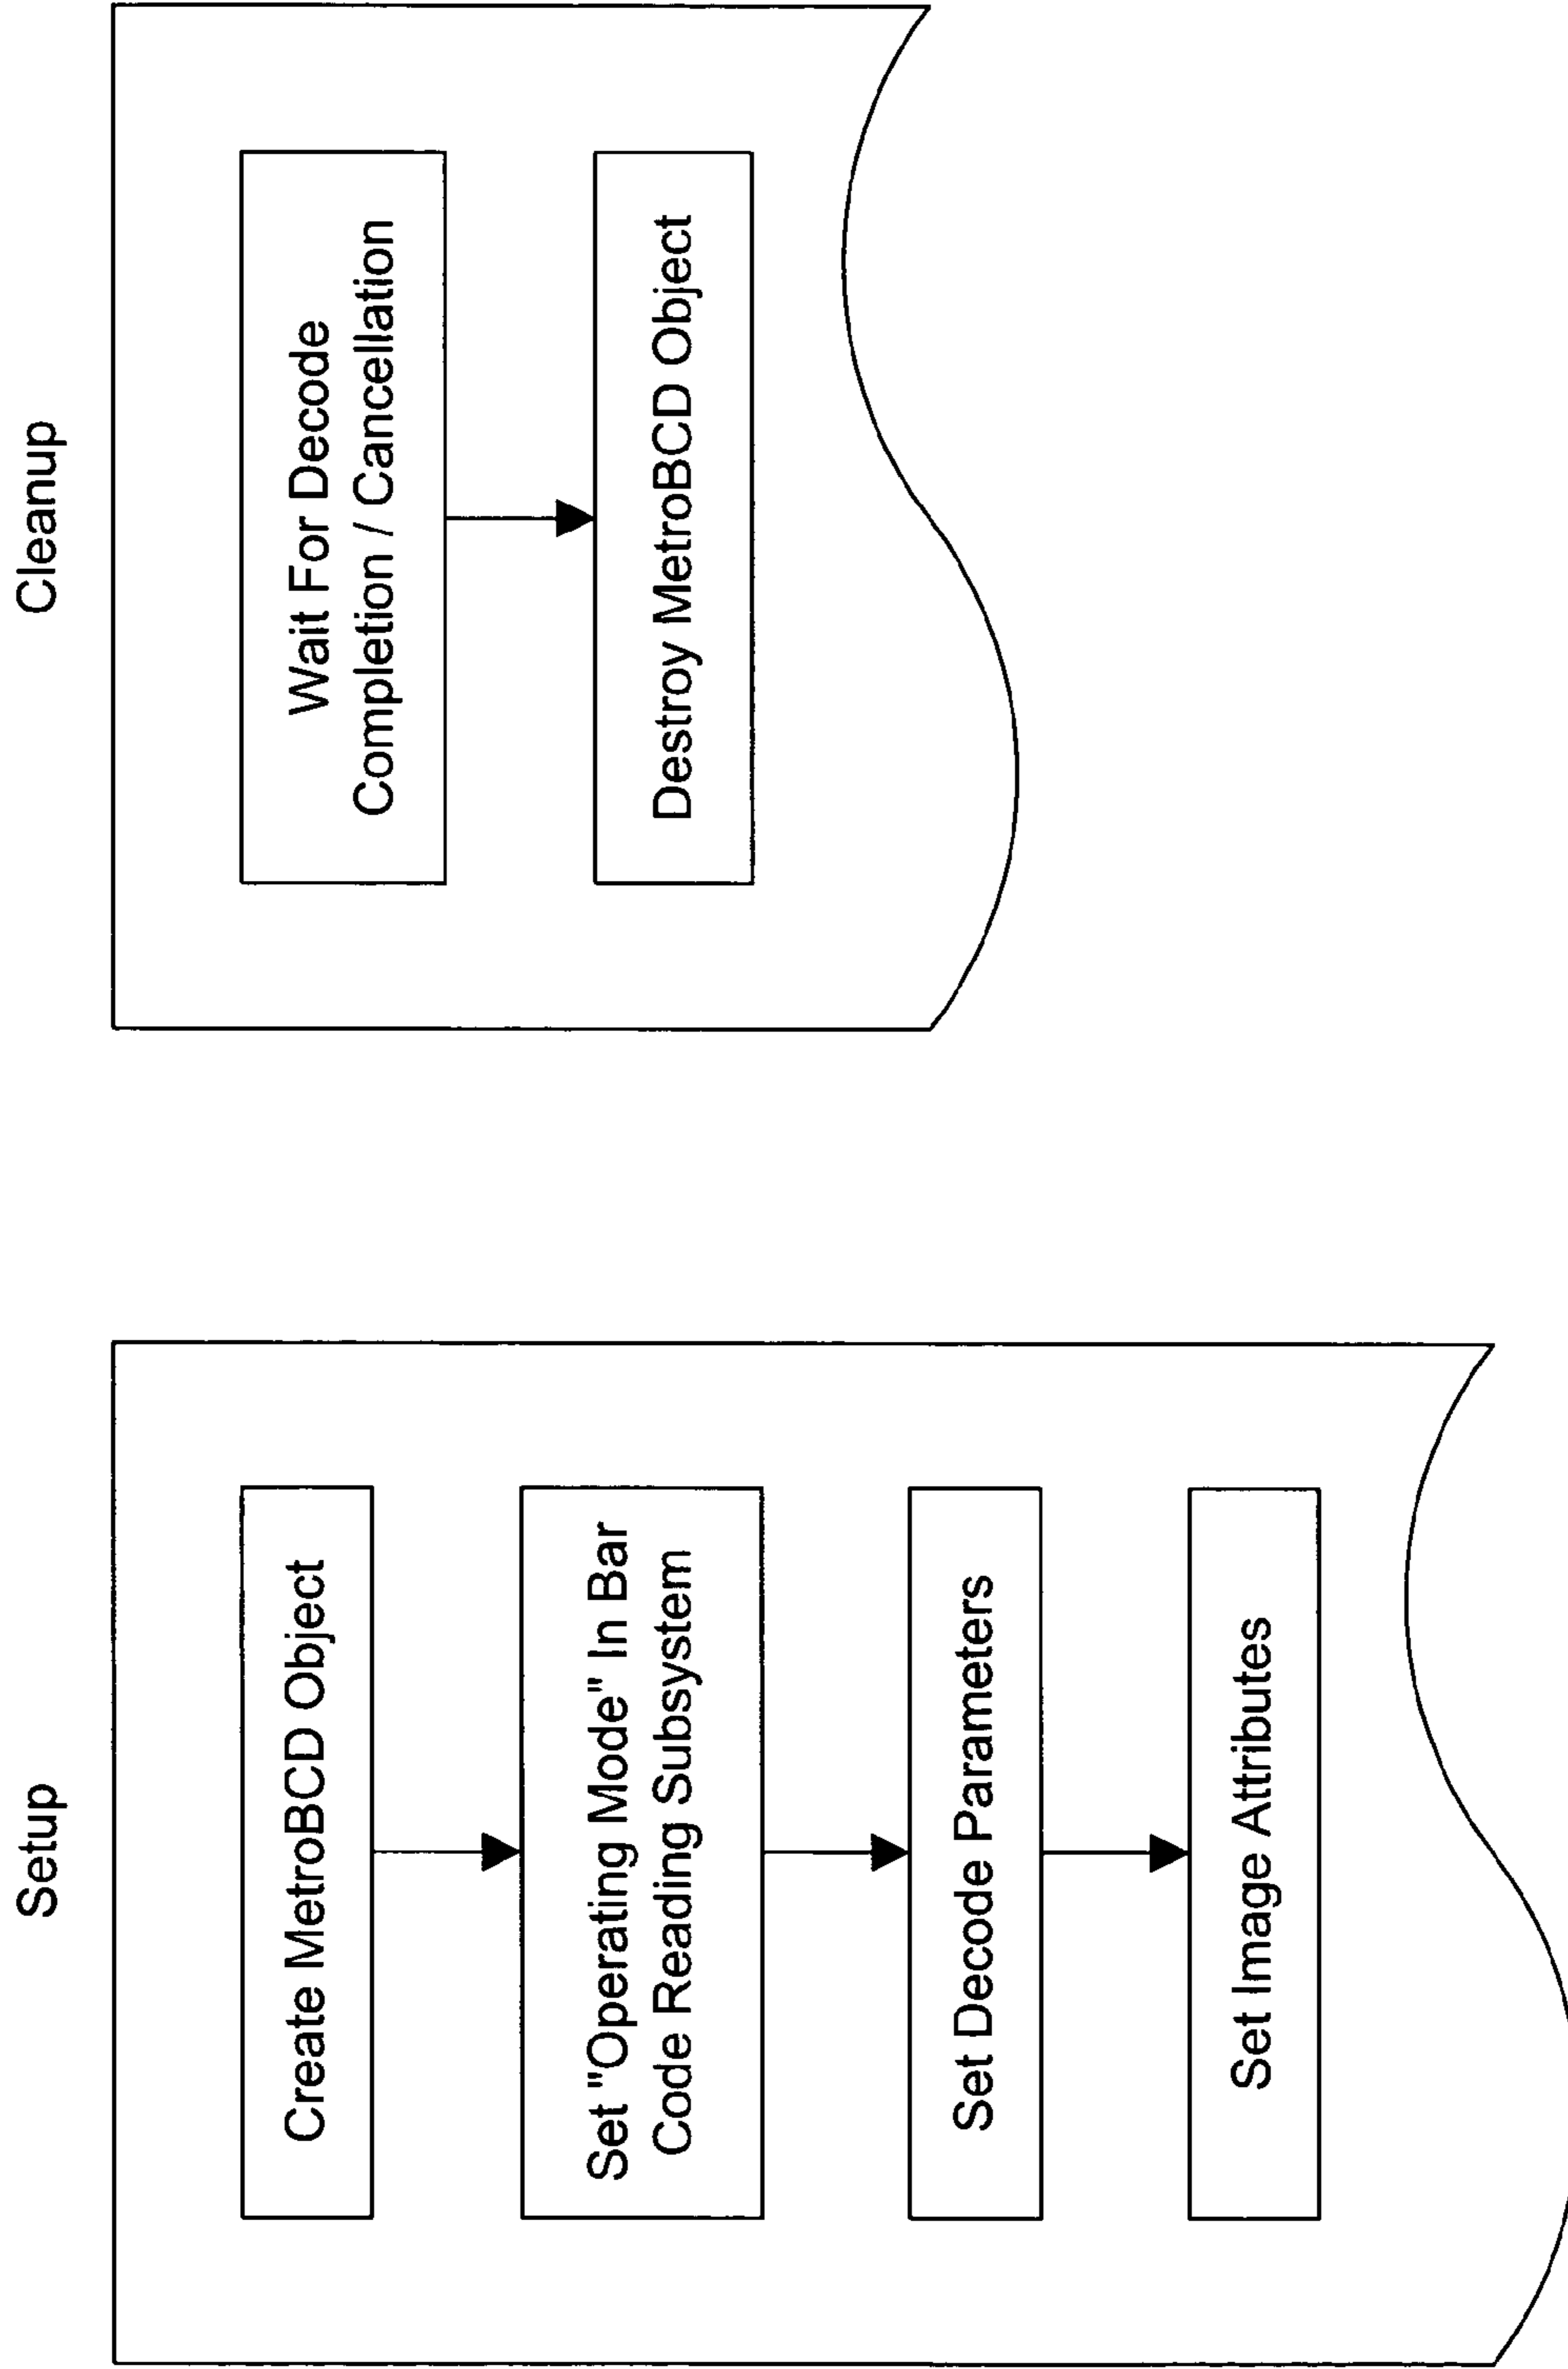 Setup
Create MetroBCD Object
Set "Operating Mode" In Bar
Code Reading Subsystem
Set Decode Parameters
Set Image Attributes
Cleanup
Wait For Decode
Completion / Cancellation
Destroy MetroBCD Object